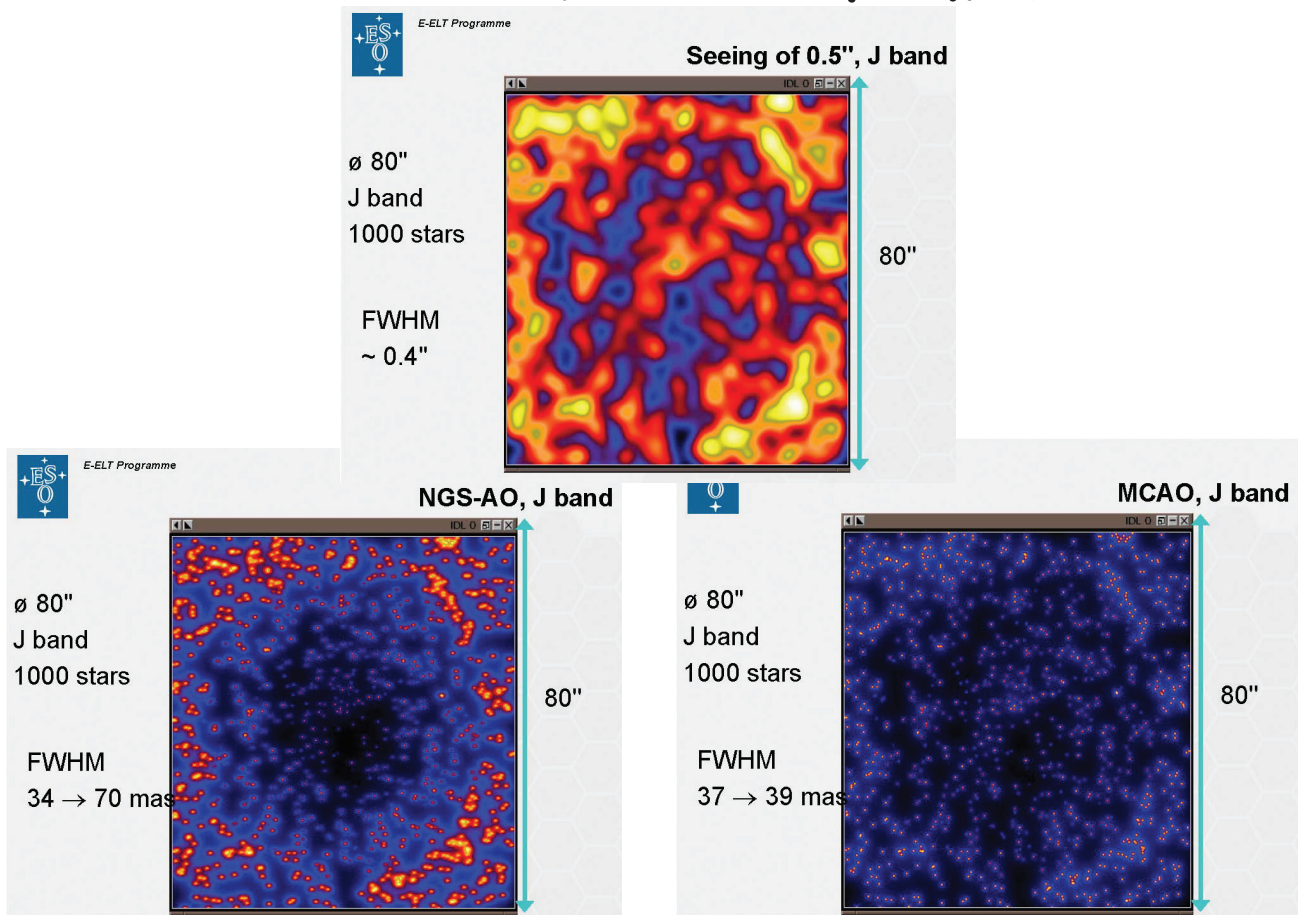 E-ELT Programme
Seeing of 0.5", J band
IDL 0
ø 80"
J band
1000 stars
80"
FWHM
~ 0.4"
ES
O
E-ELT Programme
NGS-AO, J band
IDL 0
ø 80"
J band
1000 stars
80"
FWHM
34 → 70 mas
ES
O
MCAO, J band
IDL 0
ø 80"
J band
1000 stars
80"
FWHM
37 → 39 mas
O